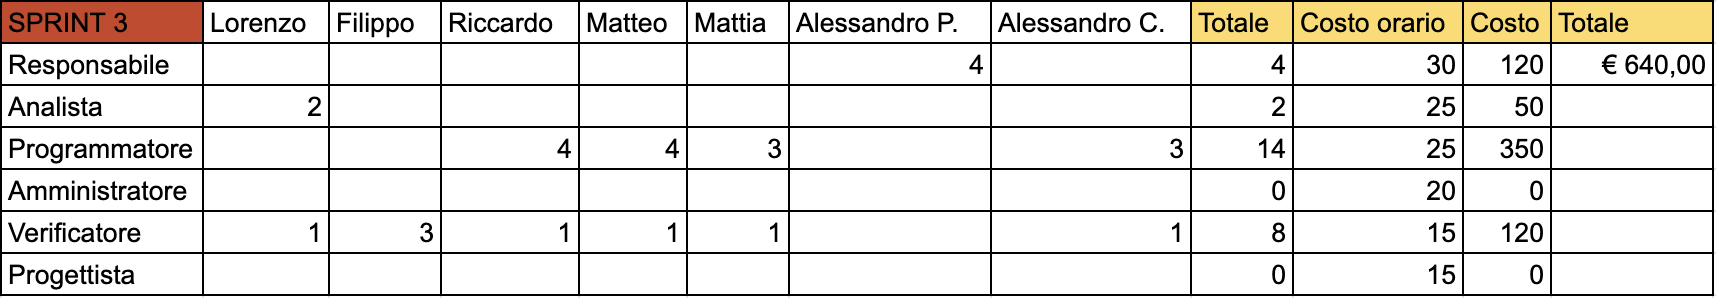 SPRINT 3 Lorenzo Filippo Riccardo Matteo Mattia Alessandro P. Alessandro C. Totale Costo orario Costo Totale
Responsabile 4 4 30 120 € 640,00
Analista 2 2 25 50
Programmatore 4 4 3 3 14 25 350
Amministratore 0 20 0
Verificatore 1 3 1 1 1 1 8 15 120
Progettista 0 15 0